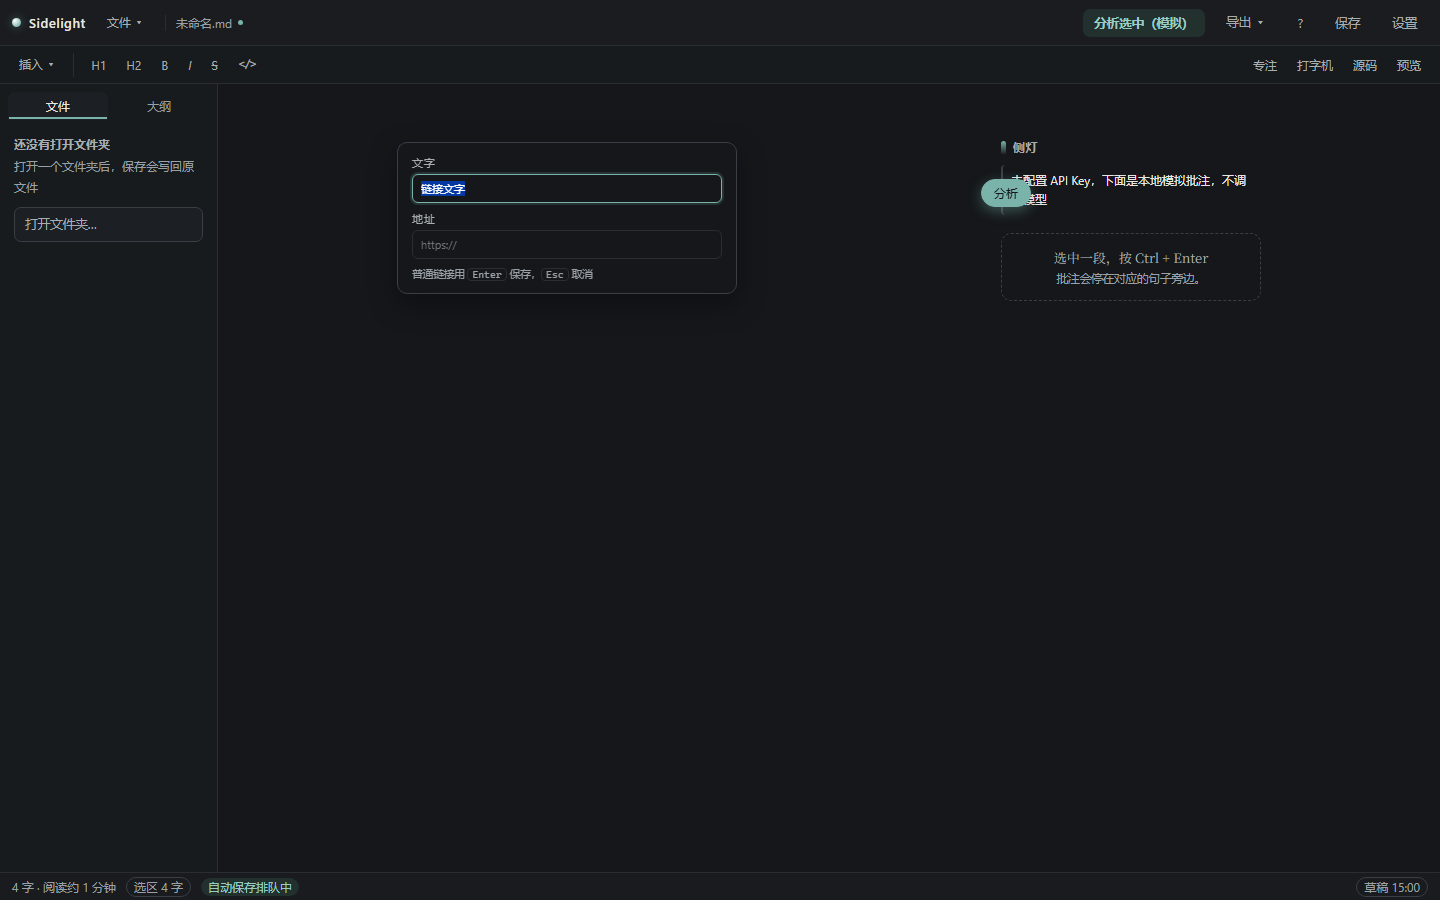 Sidelight 文件 未命名.md 分析选中（模拟） 导出 ? 保存 设置
插入 H1 H2 B I S </> 专注 打字机 源码 预览
文件 大纲
还没有打开文件夹
打开一个文件夹后，保存会写回原
文件
打开文件夹...
文字
链接文字
地址
https://
普通链接用 Enter 保存，Esc 取消
侧灯
配置 API Key，下面是本地模拟批注，不调
模型
分析
选中一段，按 Ctrl + Enter
批注会停在对应的句子旁边。
4 字 · 阅读约 1 分钟 选区 4 字 自动保存排队中 草稿 15:00